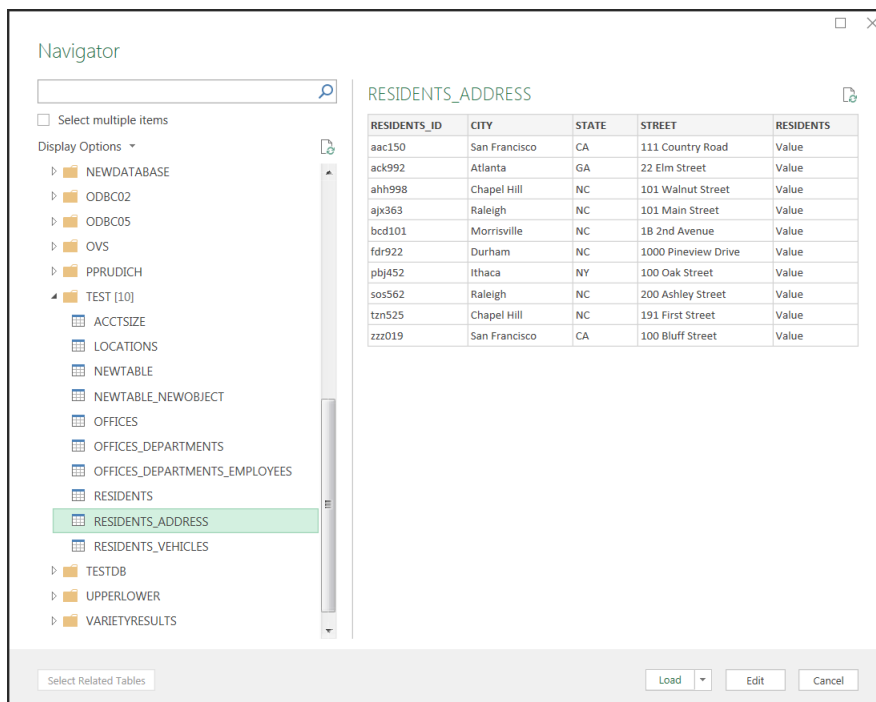 Navigator
Select multiple items
Display Options
NEWDATABASE
ODBC02
ODBC05
OVS
PPRUDICH
TEST [10]
ACCTSIZE
LOCATIONS
NEWTABLE
NEWTABLE_NEWOBJECT
OFFICES
OFFICES_DEPARTMENTS
OFFICES_DEPARTMENTS_EMPLOYEES
RESIDENTS
RESIDENTS_ADDRESS
RESIDENTS_VEHICLES
TESTDB
UPPERLOWER
VARIETYRESULTS
RESIDENTS_ADDRESS
RESIDENTS_ID CITY STATE STREET RESIDENTS
aac150 San Francisco CA 111 Country Road Value
ack992 Atlanta GA 22 Elm Street Value
ahh998 Chapel Hill NC 101 Walnut Street Value
ajx363 Raleigh NC 101 Main Street Value
bcd101 Morrisville NC 1B 2nd Avenue Value
fdr922 Durham NC 1000 Pineview Drive Value
pbj452 Ithaca NY 100 Oak Street Value
sos562 Raleigh NC 200 Ashley Street Value
tzn525 Chapel Hill NC 191 First Street Value
zzz019 San Francisco CA 100 Bluff Street Value
Select Related Tables
Load Edit Cancel